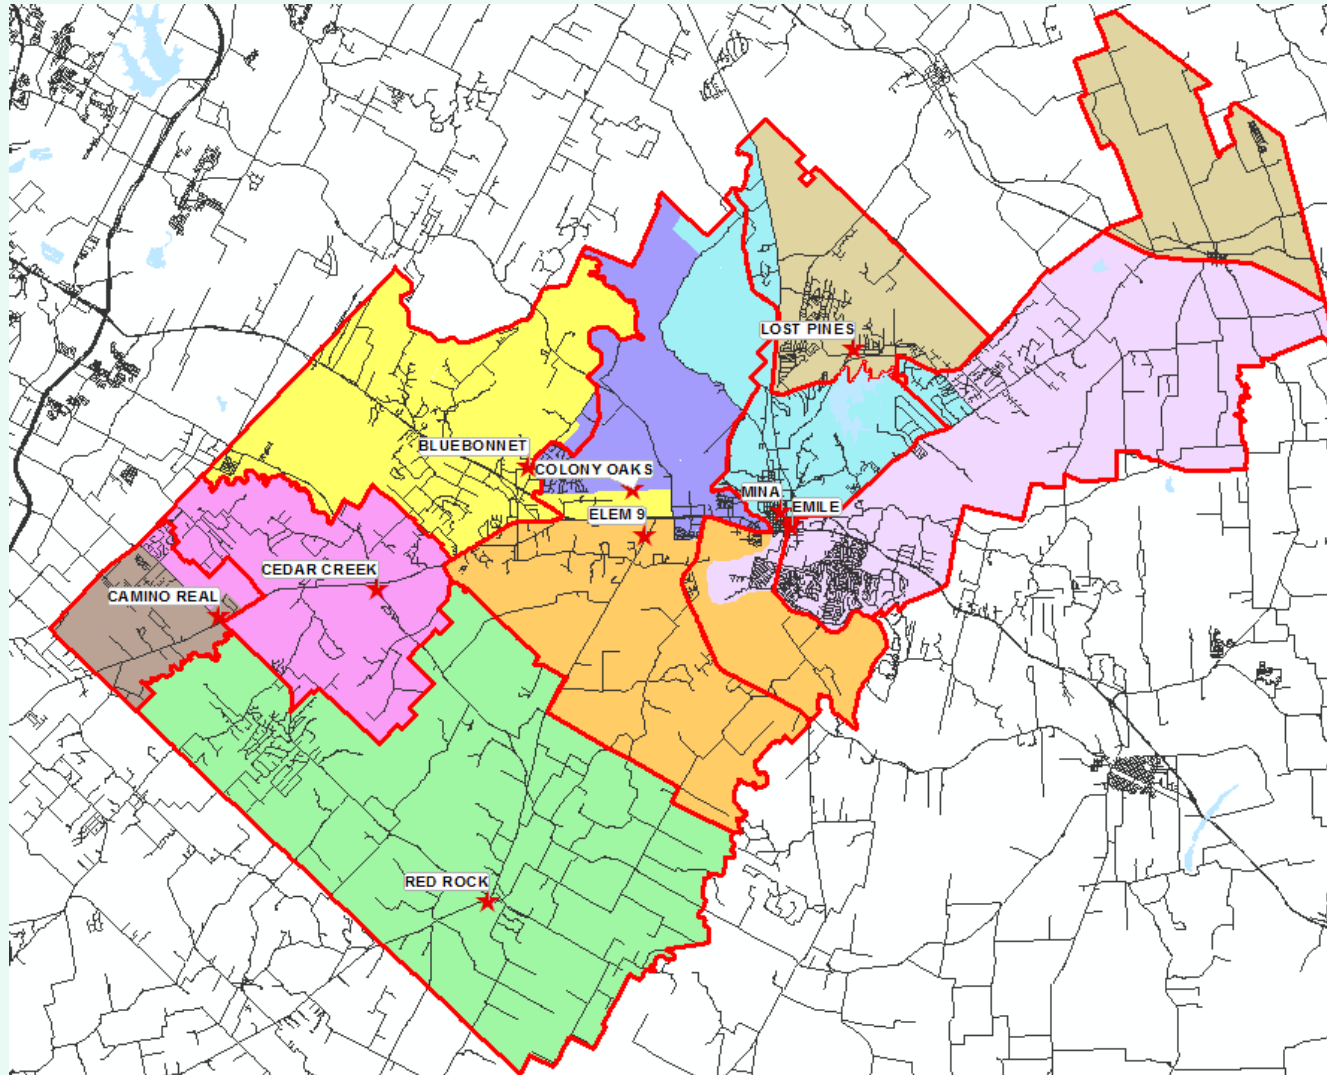 LOST PINES
BLUEBONNET
COLONY OAKS
MINA
EMILE
ELEM 9
CEDAR CREEK
CAMINO REAL
RED ROCK